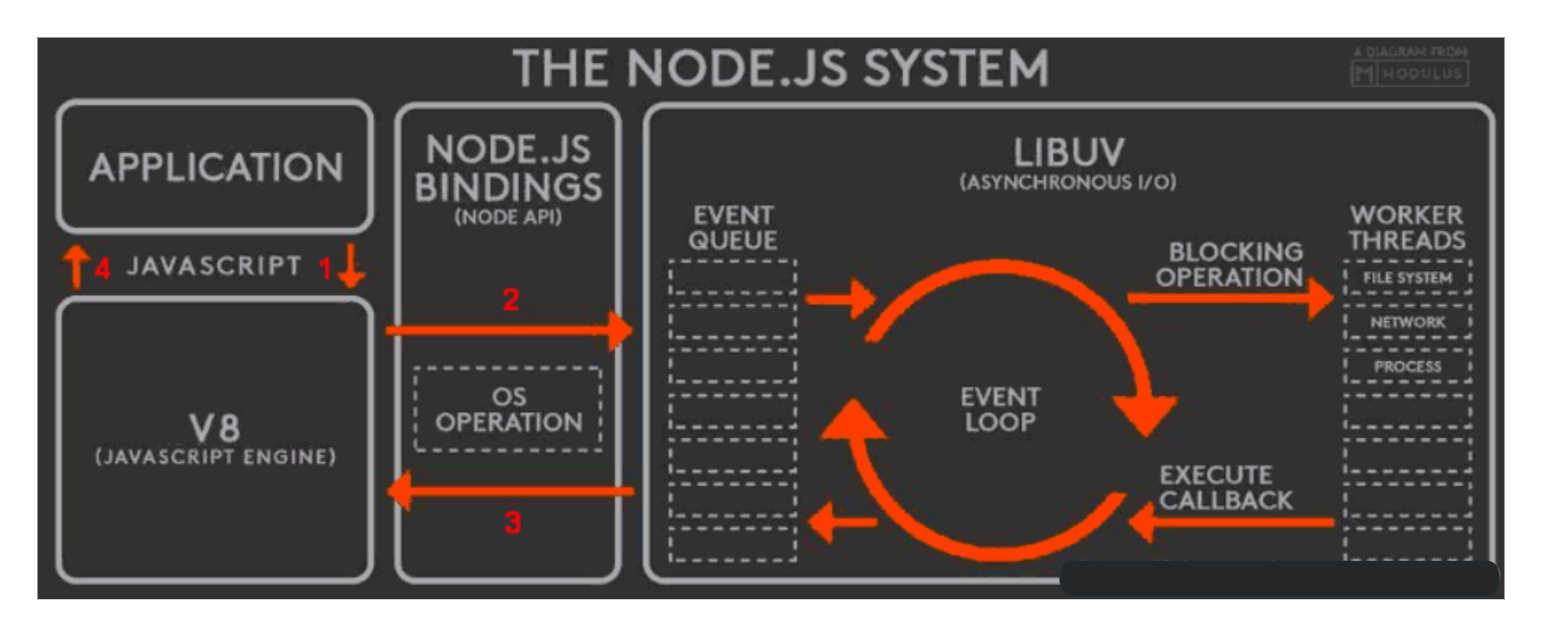 THE NODE.JS SYSTEM
A DIAGRAM FROM
MODULUS
APPLICATION
4 JAVASCRIPT 1
V8
(JAVASCRIPT ENGINE)
NODE.JS
BINDINGS
(NODE API)
2
OS
OPERATION
3
LIBUV
(ASYNCHRONOUS I/O)
EVENT
QUEUE
EVENT
LOOP
BLOCKING
OPERATION
EXECUTE
CALLBACK
WORKER
THREADS
FILE SYSTEM
NETWORK
PROCESS